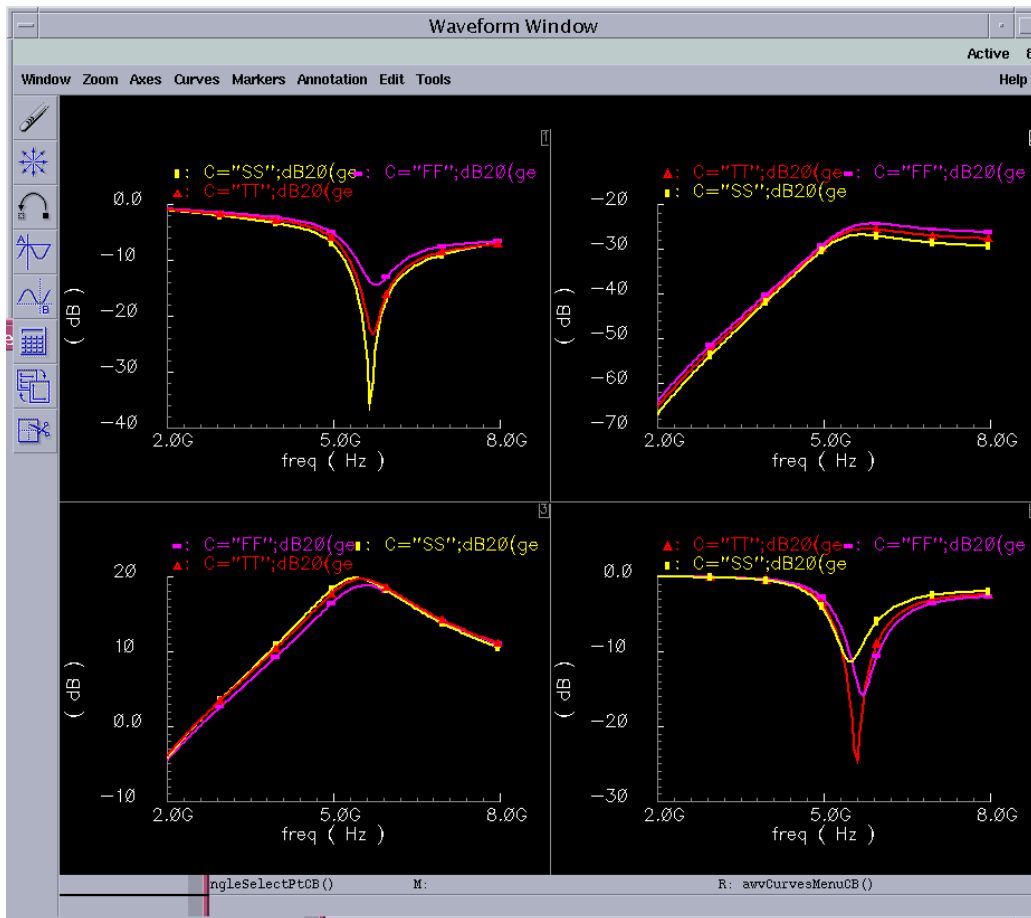 Waveform Window
Active 8
Window Zoom Axes Curves Markers Annotation Edit Tools Help
1
▮: C="SS";dB20(ge ▪: C="FF";dB20(ge
▲: C="TT";dB20(ge
0.0
−10
−20
−30
−40
( dB )
2.0G 5.0G 8.0G
freq ( Hz )
▲: C="TT";dB20(ge ▪: C="FF";dB20(ge
▮: C="SS";dB20(ge
−20
−30
−40
−50
−60
−70
( dB )
2.0G 5.0G 8.0G
freq ( Hz )
3
▪: C="FF";dB20(ge ▮: C="SS";dB20(ge
▲: C="TT";dB20(ge
20
10
0.0
−10
( dB )
2.0G 5.0G 8.0G
freq ( Hz )
▲: C="TT";dB20(ge ▪: C="FF";dB20(ge
▮: C="SS";dB20(ge
0.0
−10
−20
−30
( dB )
2.0G 5.0G 8.0G
freq ( Hz )
A
B
e
ngleSelectPtCB() M: R: awvCurvesMenuCB()